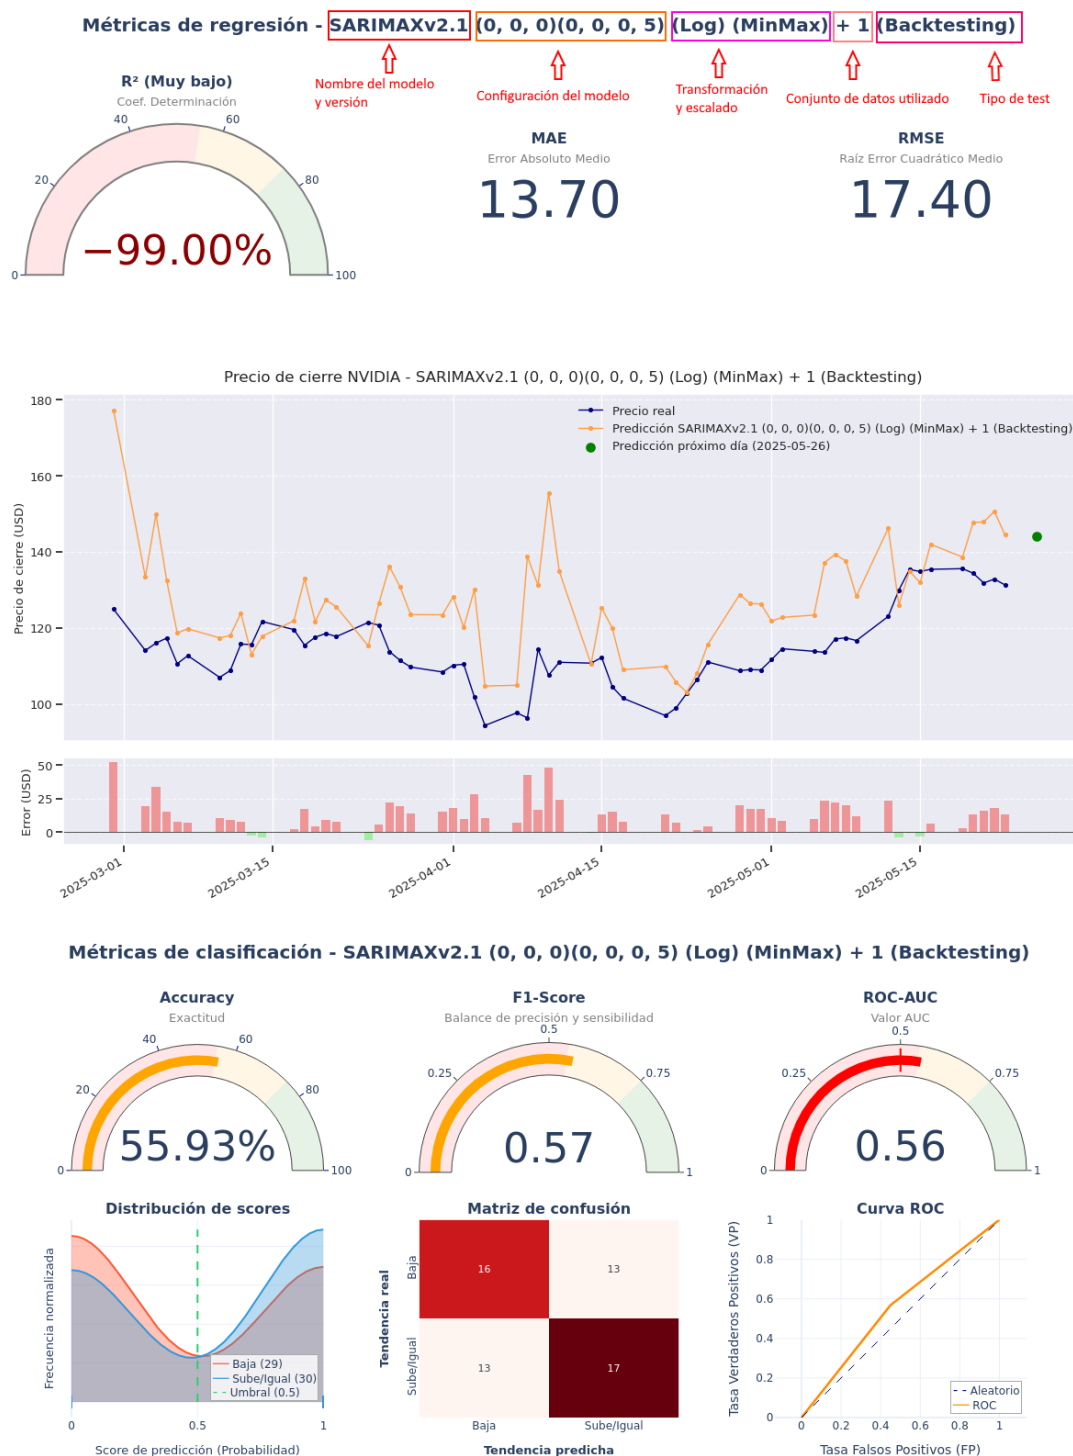 Métricas de regresión - SARIMAXv2.1 (0, 0, 0)(0, 0, 0, 5) (Log) (MinMax) + 1 (Backtesting)
Nombre del modelo
y versión
Configuración del modelo
Transformación
y escalado
Conjunto de datos utilizado
Tipo de test
R² (Muy bajo)
Coef. Determinación
0
20
40
60
80
100
−99.00%
MAE
Error Absoluto Medio
13.70
RMSE
Raíz Error Cuadrático Medio
17.40
Precio de cierre NVIDIA - SARIMAXv2.1 (0, 0, 0)(0, 0, 0, 5) (Log) (MinMax) + 1 (Backtesting)
Precio de cierre (USD)
180
160
140
120
100
Precio real
Predicción SARIMAXv2.1 (0, 0, 0)(0, 0, 0, 5) (Log) (MinMax) + 1 (Backtesting)
Predicción próximo día (2025-05-26)
Error (USD)
50
25
0
2025-03-01
2025-03-15
2025-04-01
2025-04-15
2025-05-01
2025-05-15
Métricas de clasificación - SARIMAXv2.1 (0, 0, 0)(0, 0, 0, 5) (Log) (MinMax) + 1 (Backtesting)
Accuracy
Exactitud
0
20
40
60
80
100
55.93%
F1-Score
Balance de precisión y sensibilidad
0
0.25
0.5
0.75
1
0.57
ROC-AUC
Valor AUC
0
0.25
0.5
0.75
1
0.56
Distribución de scores
Frecuencia normalizada
Baja (29)
Sube/Igual (30)
Umbral (0.5)
0
0.5
1
Score de predicción (Probabilidad)
Matriz de confusión
Tendencia real
Baja
Sube/Igual
16
13
13
17
Baja
Sube/Igual
Tendencia predicha
Curva ROC
Tasa Verdaderos Positivos (VP)
1
0.8
0.6
0.4
0.2
0
Aleatorio
ROC
0
0.2
0.4
0.6
0.8
1
Tasa Falsos Positivos (FP)